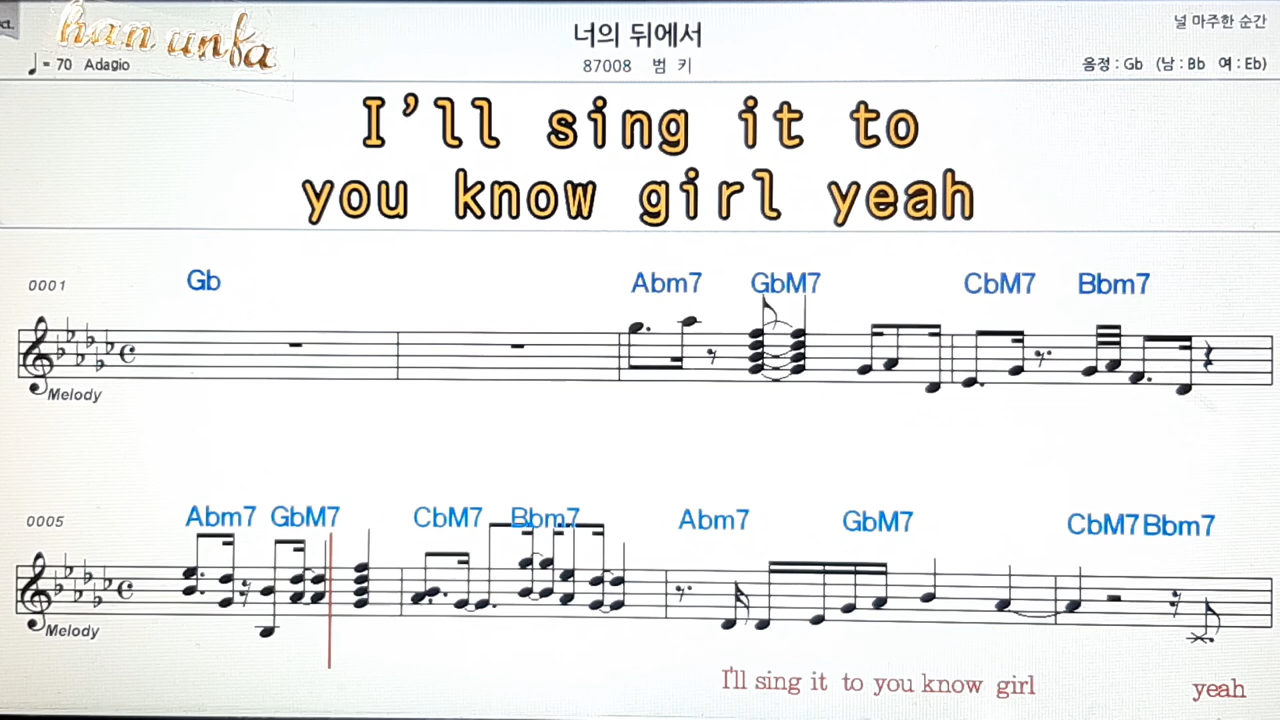 han unfa
너의 뒤에서
널 마주한 순간
♩= 70 Adagio
87008 범 키
음정 : Gb (남 : Bb 여 : Eb)
I'll sing it to
you know girl yeah
0001
Gb
Abm7 GbM7
CbM7 Bbm7
Melody
0005
Abm7 GbM7
CbM7 Bbm7
Abm7
GbM7
CbM7 Bbm7
Melody
I'll sing it to you know girl
yeah